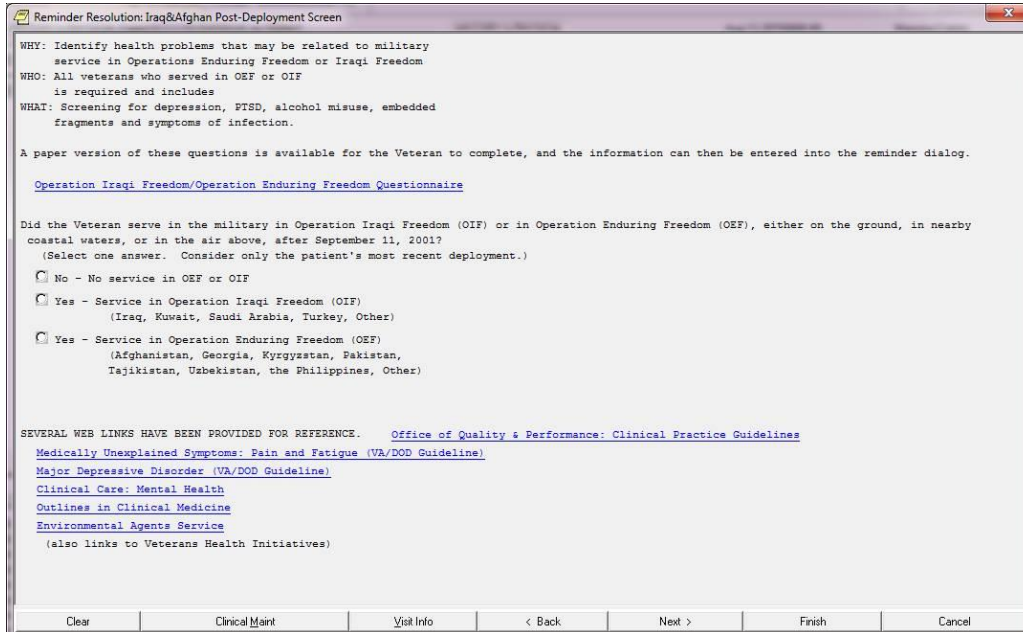 Reminder Resolution: Iraq&Afghan Post-Deployment Screen
WHY: Identify health problems that may be related to military
service in Operations Enduring Freedom or Iraqi Freedom
WHO: All veterans who served in OEF or OIF
is required and includes
WHAT: Screening for depression, PTSD, alcohol misuse, embedded
fragments and symptoms of infection.
A paper version of these questions is available for the Veteran to complete, and the information can then be entered into the reminder dialog.
Operation Iraqi Freedom/Operation Enduring Freedom Questionnaire
Did the Veteran serve in the military in Operation Iraqi Freedom (OIF) or in Operation Enduring Freedom (OEF), either on the ground, in nearby
coastal waters, or in the air above, after September 11, 2001?
(Select one answer. Consider only the patient's most recent deployment.)
No - No service in OEF or OIF
Yes - Service in Operation Iraqi Freedom (OIF)
(Iraq, Kuwait, Saudi Arabia, Turkey, Other)
Yes - Service in Operation Enduring Freedom (OEF)
(Afghanistan, Georgia, Kyrgyzstan, Pakistan,
Tajikistan, Uzbekistan, the Philippines, Other)
SEVERAL WEB LINKS HAVE BEEN PROVIDED FOR REFERENCE. Office of Quality & Performance: Clinical Practice Guidelines
Medically Unexplained Symptoms: Pain and Fatigue (VA/DOD Guideline)
Major Depressive Disorder (VA/DOD Guideline)
Clinical Care: Mental Health
Outlines in Clinical Medicine
Environmental Agents Service
(also links to Veterans Health Initiatives)
Clear Clinical Maint Visit Info < Back Next > Finish Cancel